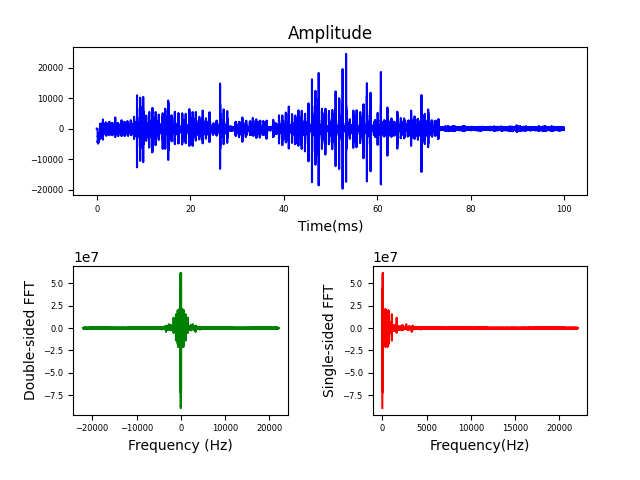 Amplitude
20000
10000
0
−10000
−20000
0 20 40 60 80 100
Time(ms)
1e7 1e7
Double-sided FFT
5.0
2.5
0.0
−2.5
−5.0
−7.5
−20000 −10000 0 10000 20000
Frequency (Hz)
Single-sided FFT
5.0
2.5
0.0
−2.5
−5.0
−7.5
0 5000 10000 15000 20000
Frequency(Hz)